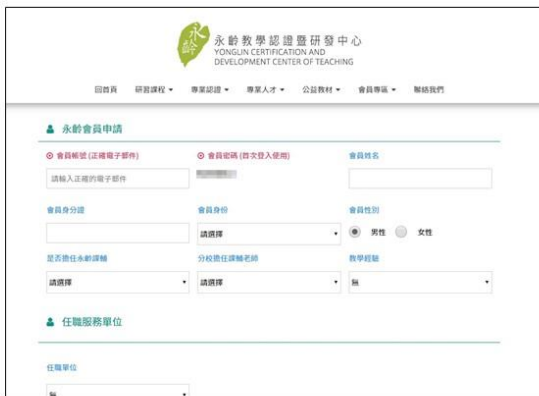 永齡
永齡教學認證暨研發中心
YONGLIN CERTIFICATION AND
DEVELOPMENT CENTER OF TEACHING
回首頁 研習課程 專業認證 專業人才 公益教材 會員專區 聯絡我們
永齡會員申請
會員帳號 (正確電子郵件) 會員密碼 (首次登入使用) 會員姓名
請輸入正確的電子郵件
會員身分證 會員身份 會員性別
請選擇 男性 女性
是否擔任永齡課輔 分校擔任課輔老師 教學經驗
請選擇 請選擇 無
任職服務單位
任職單位
無